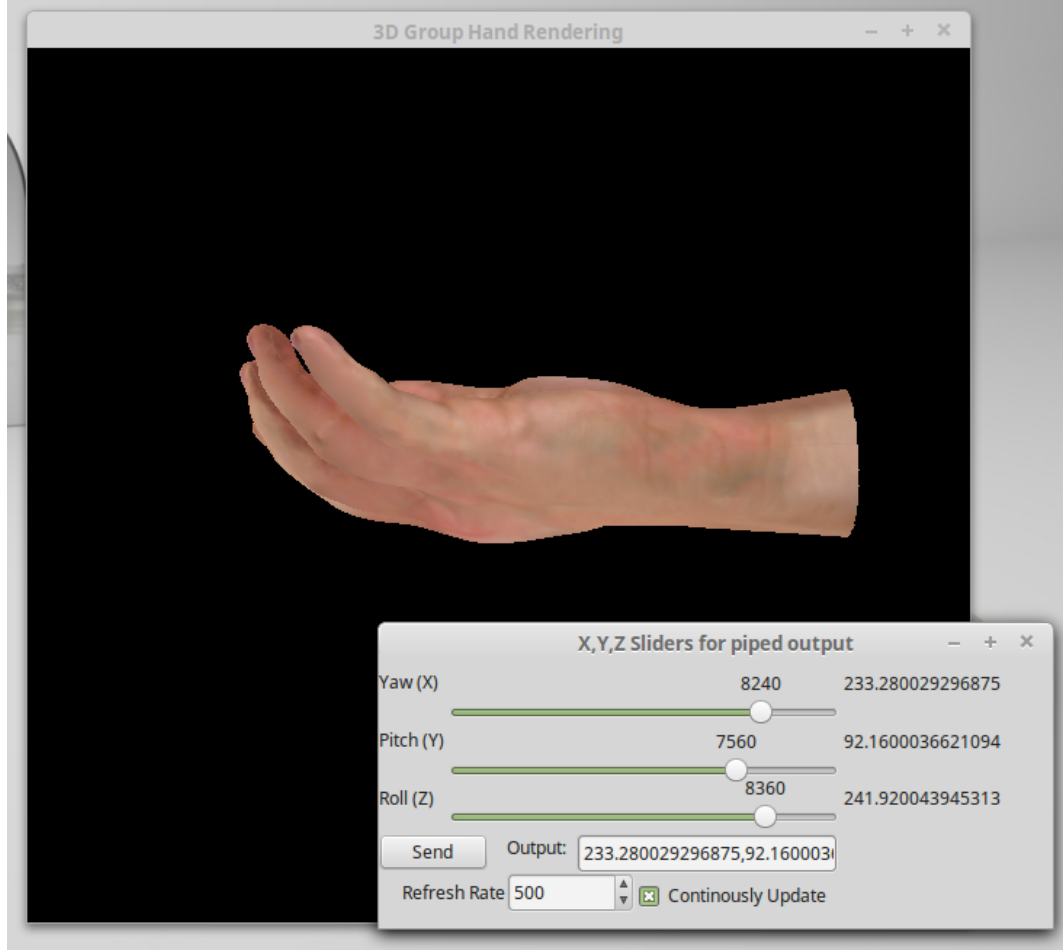 3D Group Hand Rendering
X,Y,Z Sliders for piped output
Yaw (X) 8240 233.280029296875
Pitch (Y) 7560 92.1600036621094
Roll (Z) 8360 241.920043945313
Send Output: 233.280029296875,92.1600036
Refresh Rate 500 Continously Update